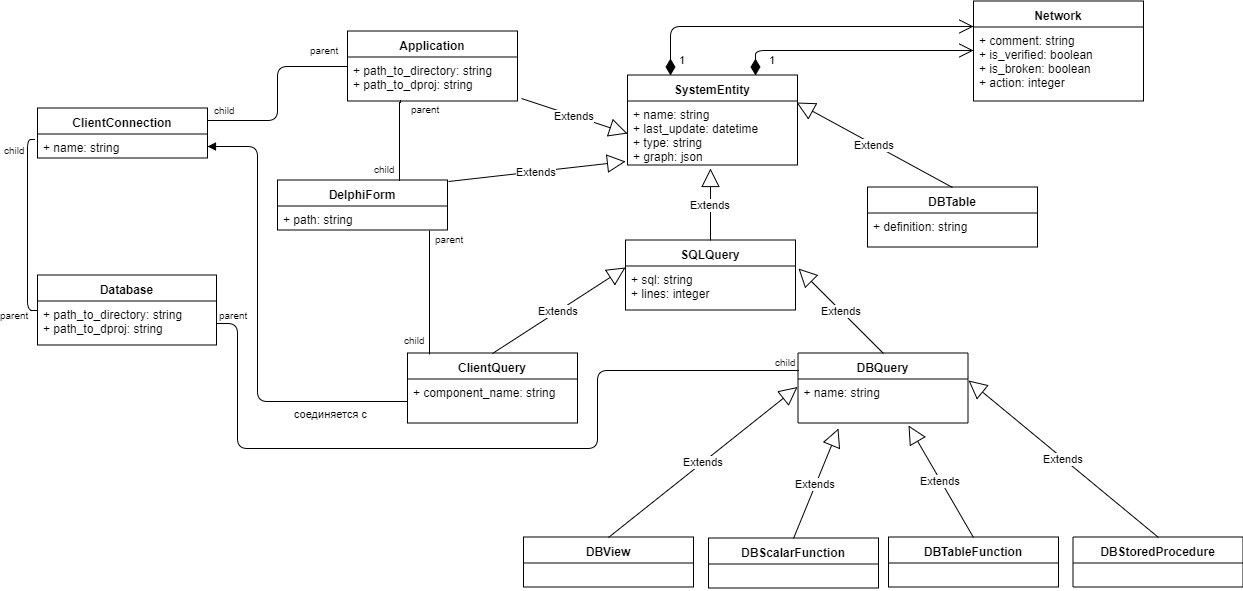 Network
+ comment: string
+ is_verified: boolean
+ is_broken: boolean
+ action: integer
Application
+ path_to_directory: string
+ path_to_dproj: string
parent
parent
1
1
SystemEntity
+ name: string
+ last_update: datetime
+ type: string
+ graph: json
Extends
Extends
Extends
Extends
ClientConnection
+ name: string
child
child
child
DelphiForm
+ path: string
parent
DBTable
+ definition: string
SQLQuery
+ sql: string
+ lines: integer
Database
+ path_to_directory: string
+ path_to_dproj: string
parent
parent
Extends
Extends
child
ClientQuery
+ component_name: string
соединяется с
child
DBQuery
+ name: string
Extends
Extends
Extends
Extends
DBView
DBScalarFunction
DBTableFunction
DBStoredProcedure